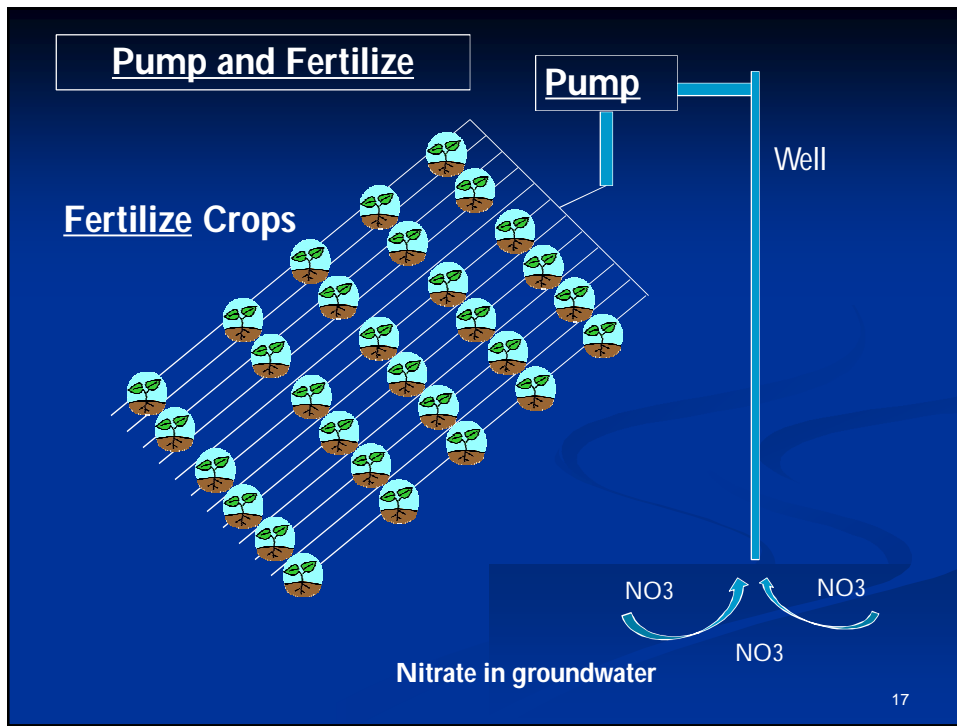 Pump and Fertilize
Pump
Well
Fertilize Crops
NO3
NO3
NO3
Nitrate in groundwater
17